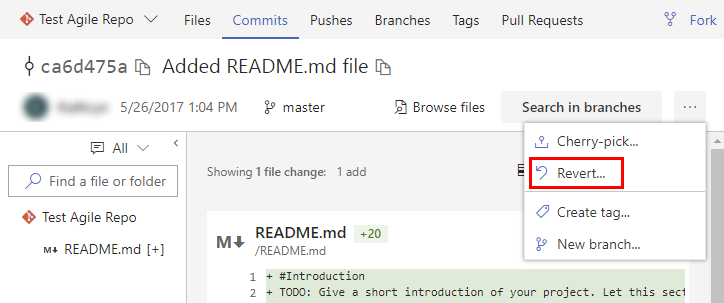 Test Agile Repo Files Commits Pushes Branches Tags Pull Requests Fork
ca6d475a Added README.md file
5/26/2017 1:04 PM master Browse files Search in branches ...
All
Cherry-pick...
Showing 1 file change: 1 add
Revert...
Find a file or folder
Create tag...
Test Agile Repo
README.md +20
New branch...
README.md [+]
M↓
/README.md
1 + #Introduction
2 + TODO: Give a short introduction of your project. Let this sect